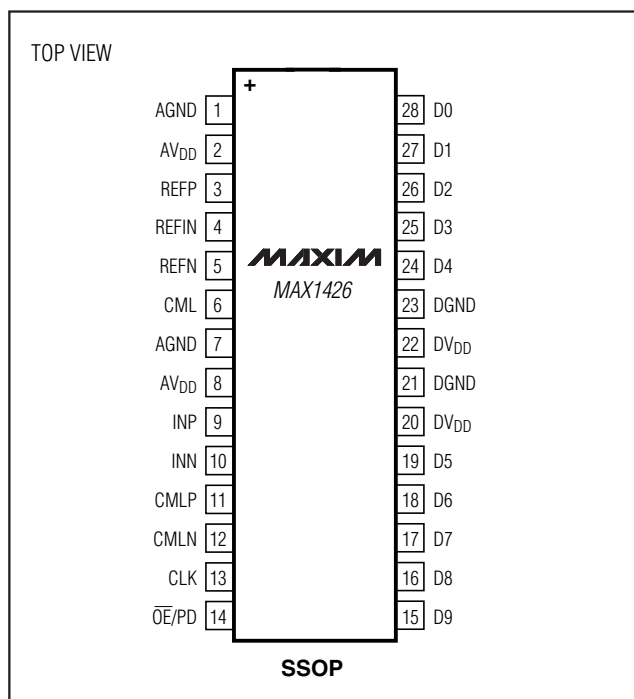 TOP VIEW
+
AGND 1 28 D0
AVDD 2 27 D1
REFP 3 26 D2
REFIN 4 25 D3
REFN 5 24 D4
MAXIM
MAX1426
CML 6 23 DGND
AGND 7 22 DVDD
AVDD 8 21 DGND
INP 9 20 DVDD
INN 10 19 D5
CMLP 11 18 D6
CMLN 12 17 D7
CLK 13 16 D8
O̅E̅/PD 14 15 D9
SSOP